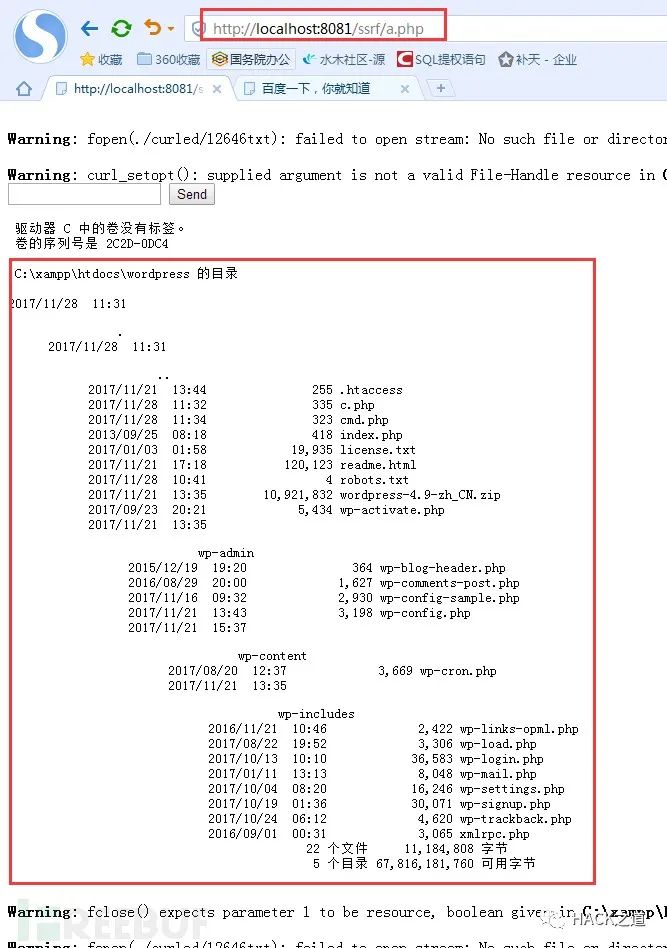 http://localhost:8081/ssrf/a.php
收藏 360收藏 国务院办公 水木社区-源 SQL提权语句 补天 - 企业
http://localhost:8081/s 百度一下，你就知道
Warning: fopen(./curled/12646txt): failed to open stream: No such file or director
Warning: curl_setopt(): supplied argument is not a valid File-Handle resource in C
Send
驱动器 C 中的卷没有标签。
卷的序列号是 2C2D-0DC4
C:\xampp\htdocs\wordpress 的目录
2017/11/28 11:31
.
2017/11/28 11:31
..
2017/11/21 13:44 255 .htaccess
2017/11/28 11:32 335 c.php
2017/11/28 11:34 323 cmd.php
2013/09/25 08:18 418 index.php
2017/01/03 01:58 19,935 license.txt
2017/11/21 17:18 120,123 readme.html
2017/11/28 10:41 4 robots.txt
2017/11/21 13:35 10,921,832 wordpress-4.9-zh_CN.zip
2017/09/23 20:21 5,434 wp-activate.php
2017/11/21 13:35
wp-admin
2015/12/19 19:20 364 wp-blog-header.php
2016/08/29 20:00 1,627 wp-comments-post.php
2017/11/16 09:32 2,930 wp-config-sample.php
2017/11/21 13:43 3,198 wp-config.php
2017/11/21 15:37
wp-content
2017/08/20 12:37 3,669 wp-cron.php
2017/11/21 13:35
wp-includes
2016/11/21 10:46 2,422 wp-links-opml.php
2017/08/22 19:52 3,306 wp-load.php
2017/10/13 10:10 36,583 wp-login.php
2017/01/11 13:13 8,048 wp-mail.php
2017/10/04 08:20 16,246 wp-settings.php
2017/10/19 01:36 30,071 wp-signup.php
2017/10/24 06:12 4,620 wp-trackback.php
2016/09/01 00:31 3,065 xmlrpc.php
22 个文件 11,184,808 字节
5 个目录 67,816,181,760 可用字节
Warning: fclose() expects parameter 1 to be resource, boolean given in C:\xampp\
HACK之道
FREEBUF
Warning: fopen(./curled/12646txt): failed to open stream: No such file or director